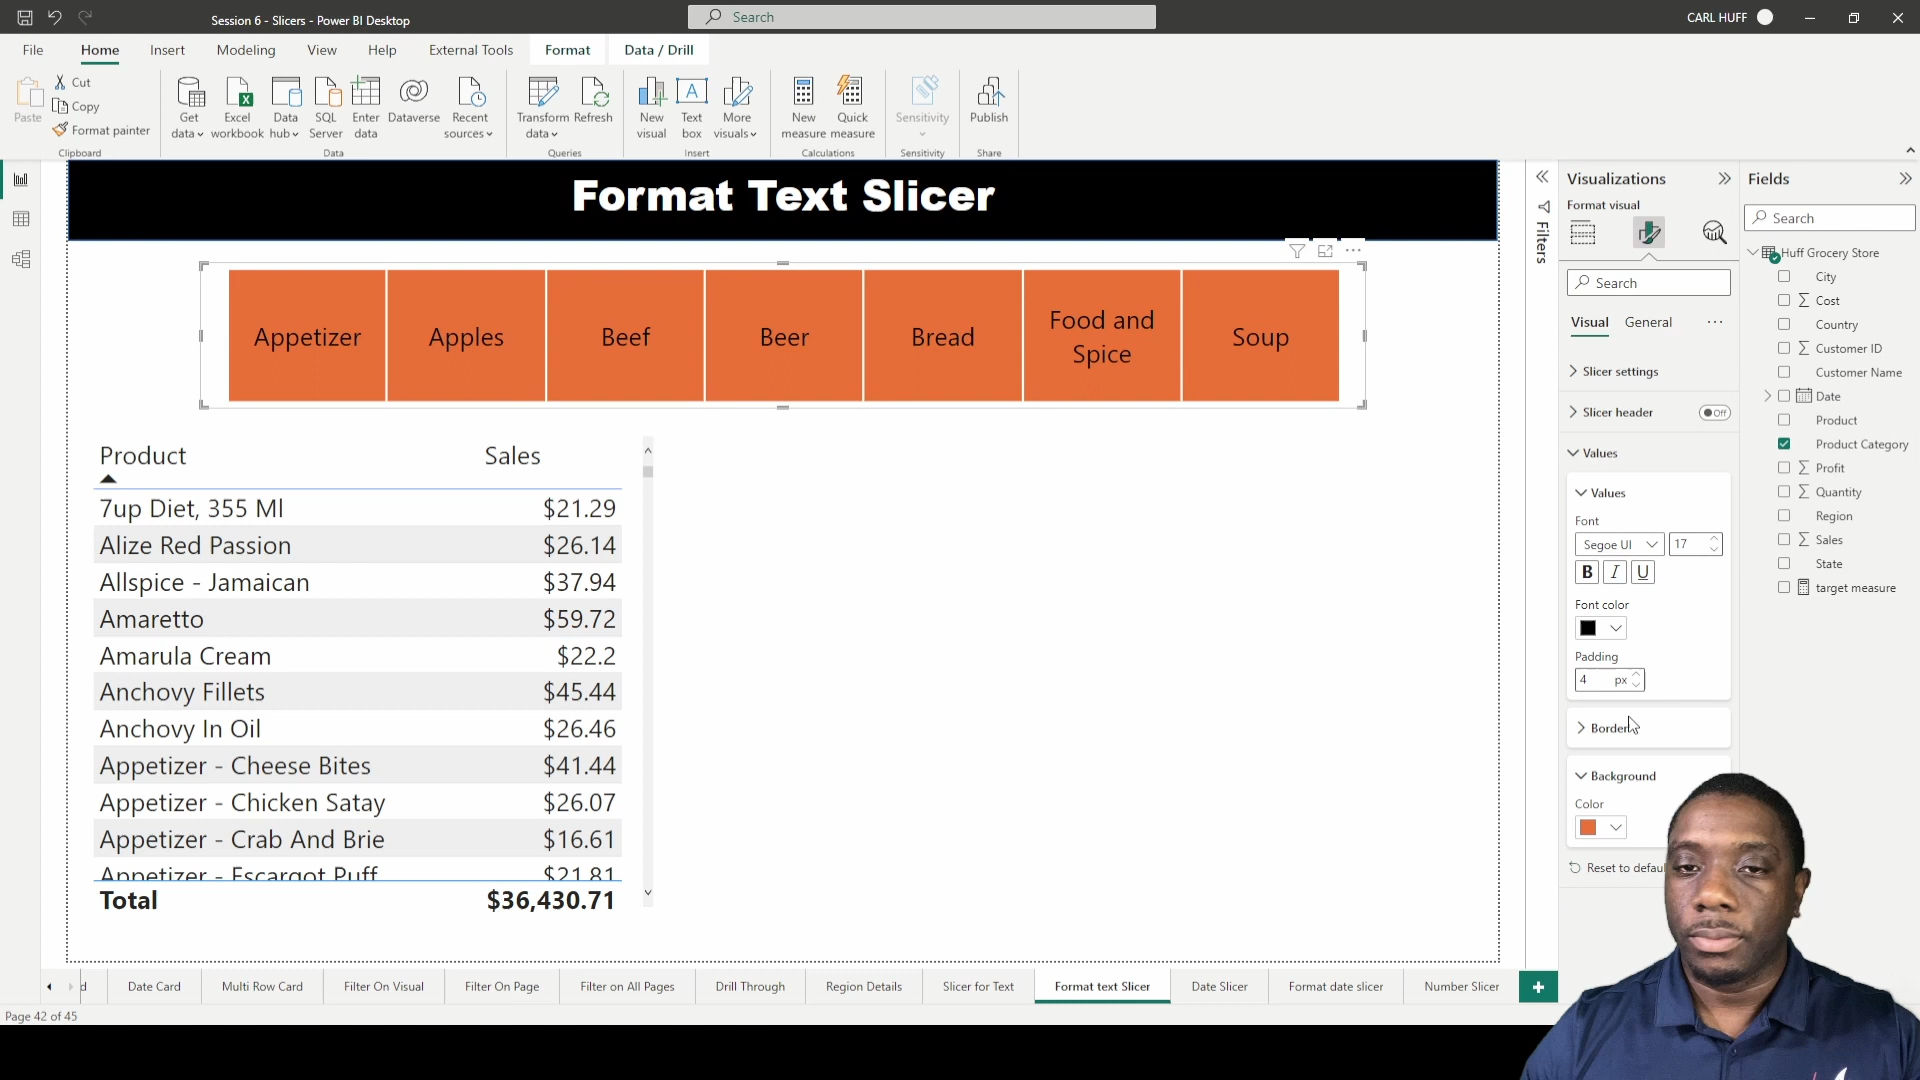 Session 6 - Slicers - Power BI Desktop
Search
CARL HUFF
File
Home
Insert
Modeling
View
Help
External Tools
Format
Data / Drill
Paste
Cut
Copy
Format painter
Clipboard
Get data
Excel workbook
Data hub
SQL Server
Enter data
Dataverse
Recent sources
Data
Transform data
Refresh
Queries
New visual
Text box
More visuals
Insert
New measure
Quick measure
Calculations
Sensitivity
Sensitivity
Publish
Share
Format Text Slicer
Appetizer
Apples
Beef
Beer
Bread
Food and
Spice
Soup
Product Sales
7up Diet, 355 Ml $21.29
Alize Red Passion $26.14
Allspice - Jamaican $37.94
Amaretto $59.72
Amarula Cream $22.2
Anchovy Fillets $45.44
Anchovy In Oil $26.46
Appetizer - Cheese Bites $41.44
Appetizer - Chicken Satay $26.07
Appetizer - Crab And Brie $16.61
Appetizer - Escargot Puff $21.81
Total $36,430.71
Filters
Visualizations
Format visual
Search
Visual
General
Slicer settings
Slicer header
Off
Values
Values
Font
Segoe UI
17
B I U
Font color
Padding
4 px
Border
Background
Color
Reset to defaul
Fields
Search
Huff Grocery Store
City
Cost
Country
Customer ID
Customer Name
Date
Product
Product Category
Profit
Quantity
Region
Sales
State
target measure
d
Date Card
Multi Row Card
Filter On Visual
Filter On Page
Filter on All Pages
Drill Through
Region Details
Slicer for Text
Format text Slicer
Date Slicer
Format date slicer
Number Slicer
Page 42 of 45